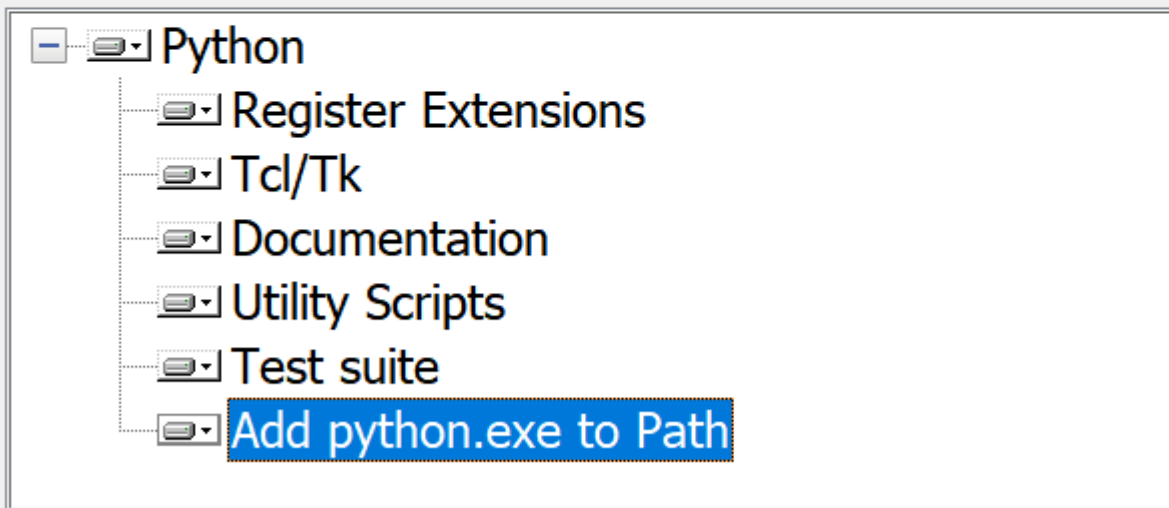 Python
Register Extensions
Tcl/Tk
Documentation
Utility Scripts
Test suite
Add python.exe to Path